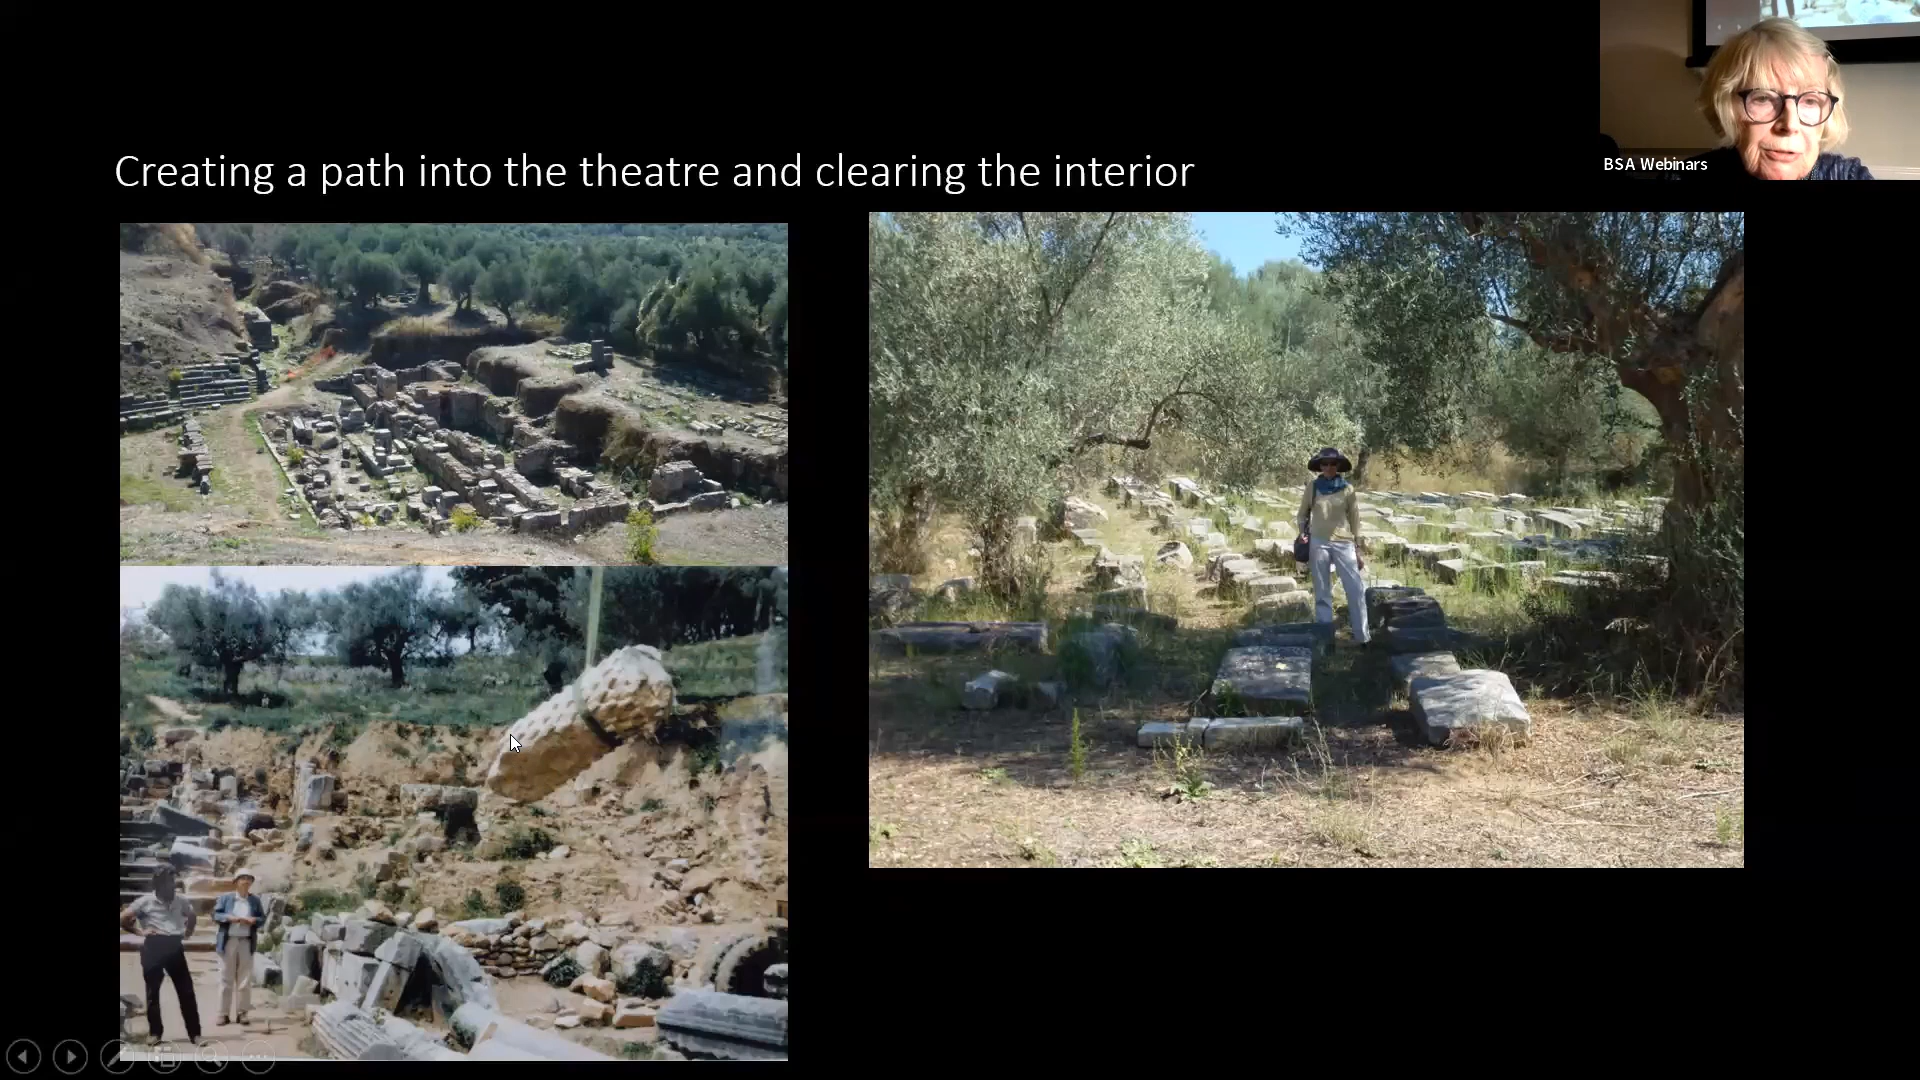 Creating a path into the theatre and clearing the interior
BSA Webinars